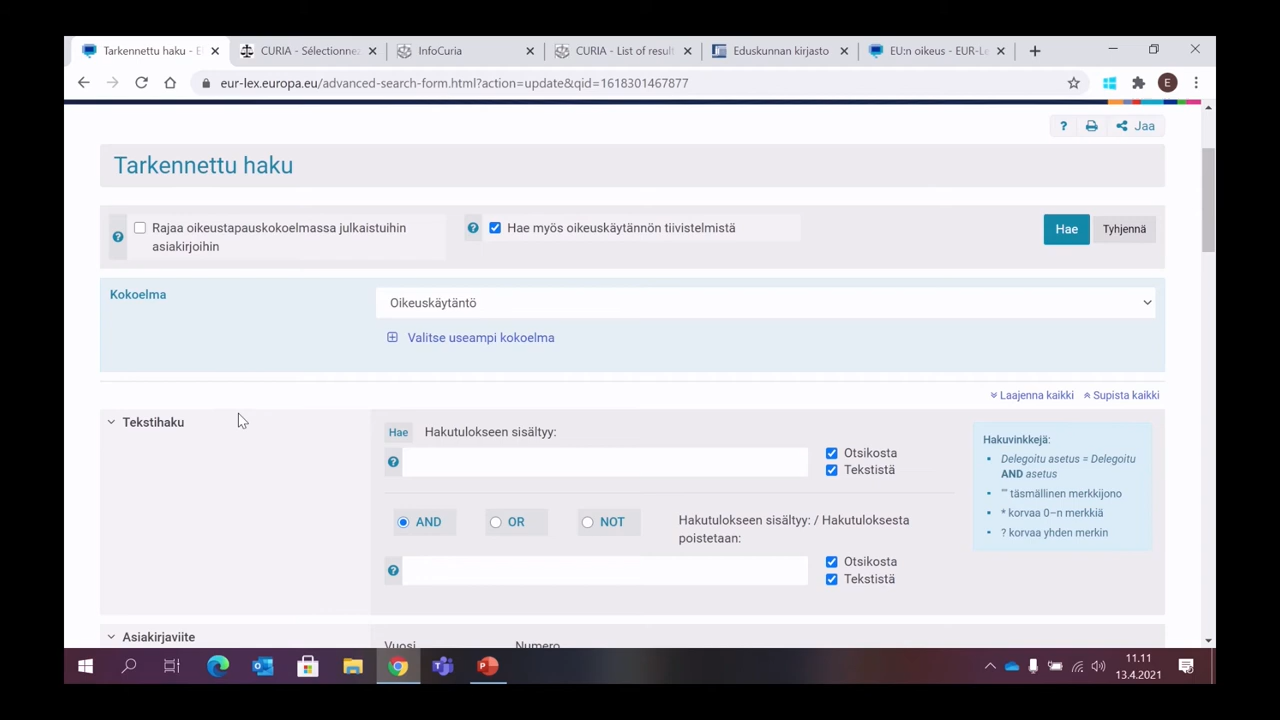 Tarkennettu haku - E
CURIA - Sélectionnez
InfoCuria
CURIA - List of result
Eduskunnan kirjasto
EU:n oikeus - EUR-Le
eur-lex.europa.eu/advanced-search-form.html?action=update&qid=1618301467877
E
? Jaa
Tarkennettu haku
Rajaa oikeustapauskokoelmassa julkaistuihin
asiakirjoihin
Hae myös oikeuskäytännön tiivistelmistä
Hae
Tyhjennä
Kokoelma
Oikeuskäytäntö
Valitse useampi kokoelma
Laajenna kaikki
Supista kaikki
Tekstihaku
Hae
Hakutulokseen sisältyy:
Otsikosta
Tekstistä
AND
OR
NOT
Hakutulokseen sisältyy: / Hakutuloksesta
poistetaan:
Otsikosta
Tekstistä
Hakuvinkkejä:
Delegoitu asetus = Delegoitu
AND asetus
"" täsmällinen merkkijono
* korvaa 0–n merkkiä
? korvaa yhden merkin
Asiakirjaviite
Vuosi
Numero
11.11
13.4.2021